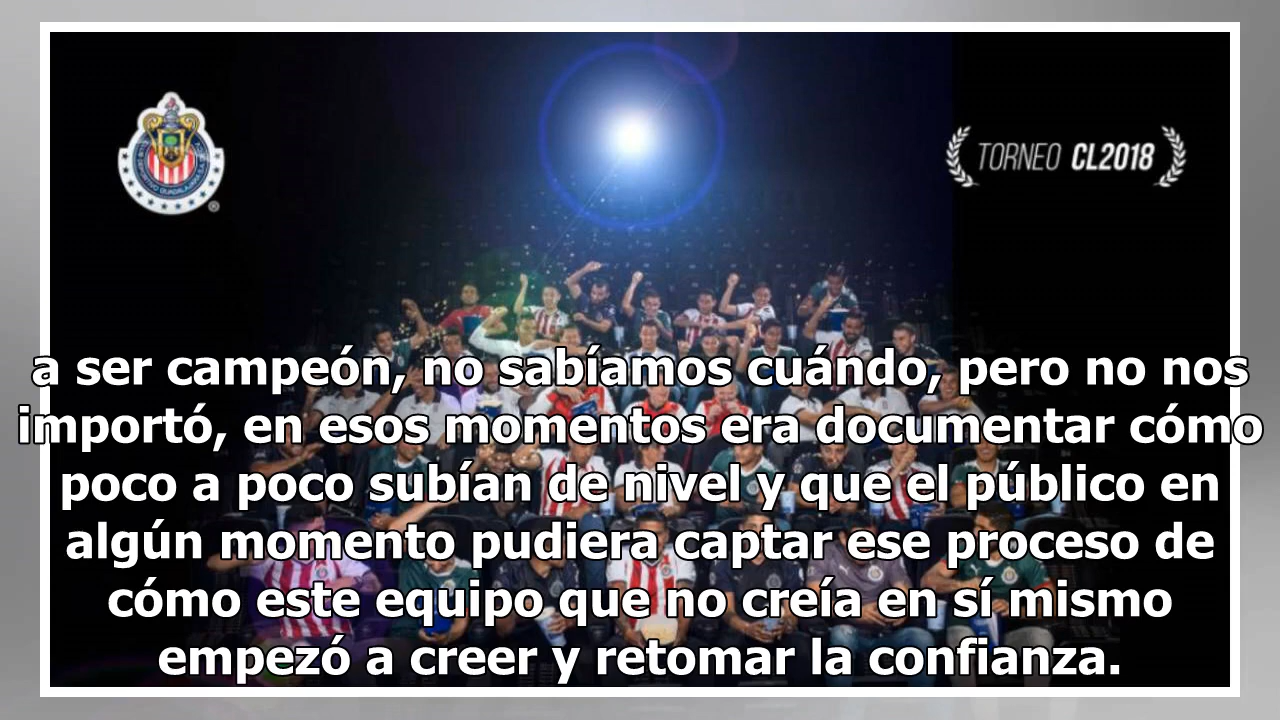 TORNEO CL2018
a ser campeón, no sabíamos cuándo, pero no nos
importó, en esos momentos era documentar cómo
poco a poco subían de nivel y que el público en
algún momento pudiera captar ese proceso de
cómo este equipo que no creía en sí mismo
empezó a creer y retomar la confianza.